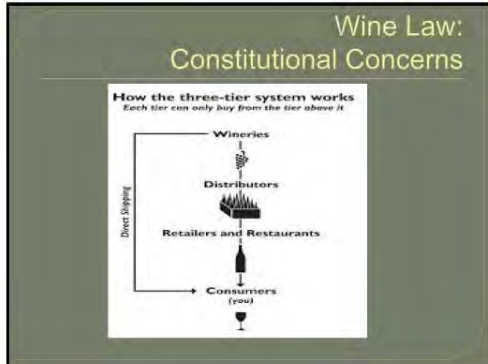 Wine Law:
Constitutional Concerns
How the three-tier system works
Each tier can only buy from the tier above it
Wineries
Distributors
Direct Shipping
Retailers and Restaurants
Consumers
(you)